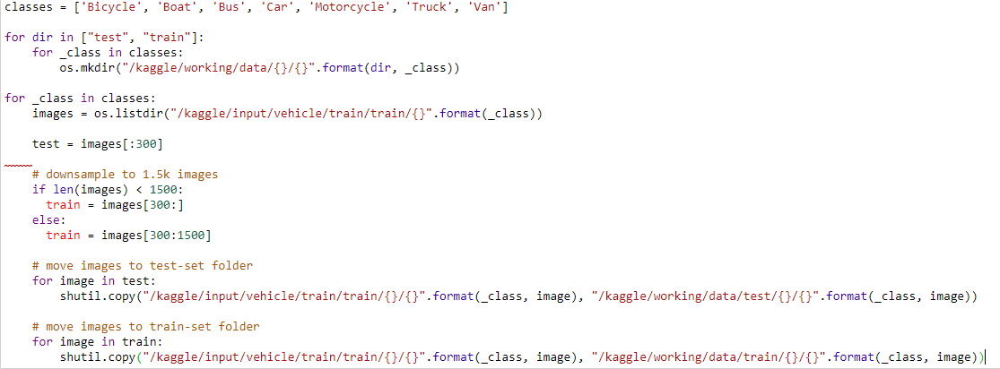 classes = ['Bicycle', 'Boat', 'Bus', 'Car', 'Motorcycle', 'Truck', 'Van']

for dir in ["test", "train"]:
    for _class in classes:
        os.mkdir("/kaggle/working/data/{}/{}".format(dir, _class))

for _class in classes:
    images = os.listdir("/kaggle/input/vehicle/train/train/{}".format(_class))

    test = images[:300]

    # downsample to 1.5k images
    if len(images) < 1500:
      train = images[300:]
    else:
      train = images[300:1500]

    # move images to test-set folder
    for image in test:
        shutil.copy("/kaggle/input/vehicle/train/train/{}/{}".format(_class, image), "/kaggle/working/data/test/{}/{}".format(_class, image))

    # move images to train-set folder
    for image in train:
        shutil.copy("/kaggle/input/vehicle/train/train/{}/{}".format(_class, image), "/kaggle/working/data/train/{}/{}".format(_class, image))